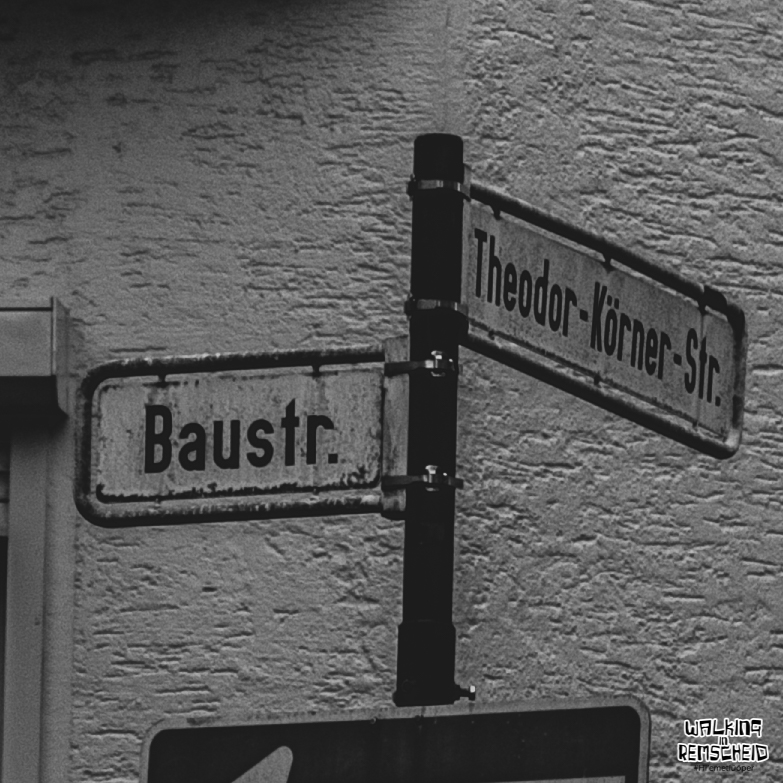 Theodor-Körner-Str.
Baustr.
WALKING
in
REMSCHEID